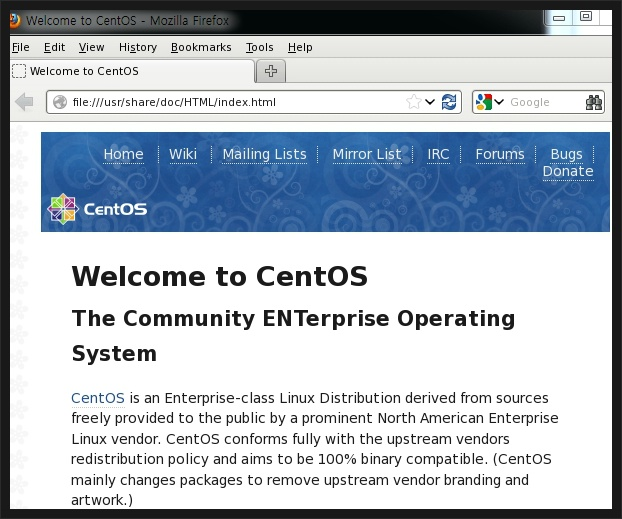 Welcome to CentOS - Mozilla Firefox
File Edit View History Bookmarks Tools Help
Welcome to CentOS
file:///usr/share/doc/HTML/index.html Google
Home Wiki Mailing Lists Mirror List IRC Forums Bugs
Donate
CentOS
Welcome to CentOS
The Community ENTerprise Operating
System
CentOS is an Enterprise-class Linux Distribution derived from sources
freely provided to the public by a prominent North American Enterprise
Linux vendor. CentOS conforms fully with the upstream vendors
redistribution policy and aims to be 100% binary compatible. (CentOS
mainly changes packages to remove upstream vendor branding and
artwork.)